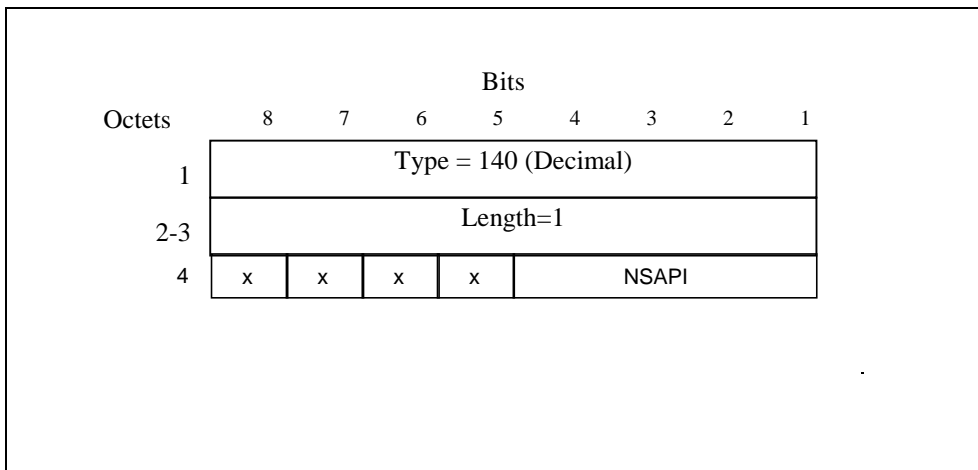 Bits
Octets 8 7 6 5 4 3 2 1
1 Type = 140 (Decimal)
2-3 Length=1
4 x x x x NSAPI
.